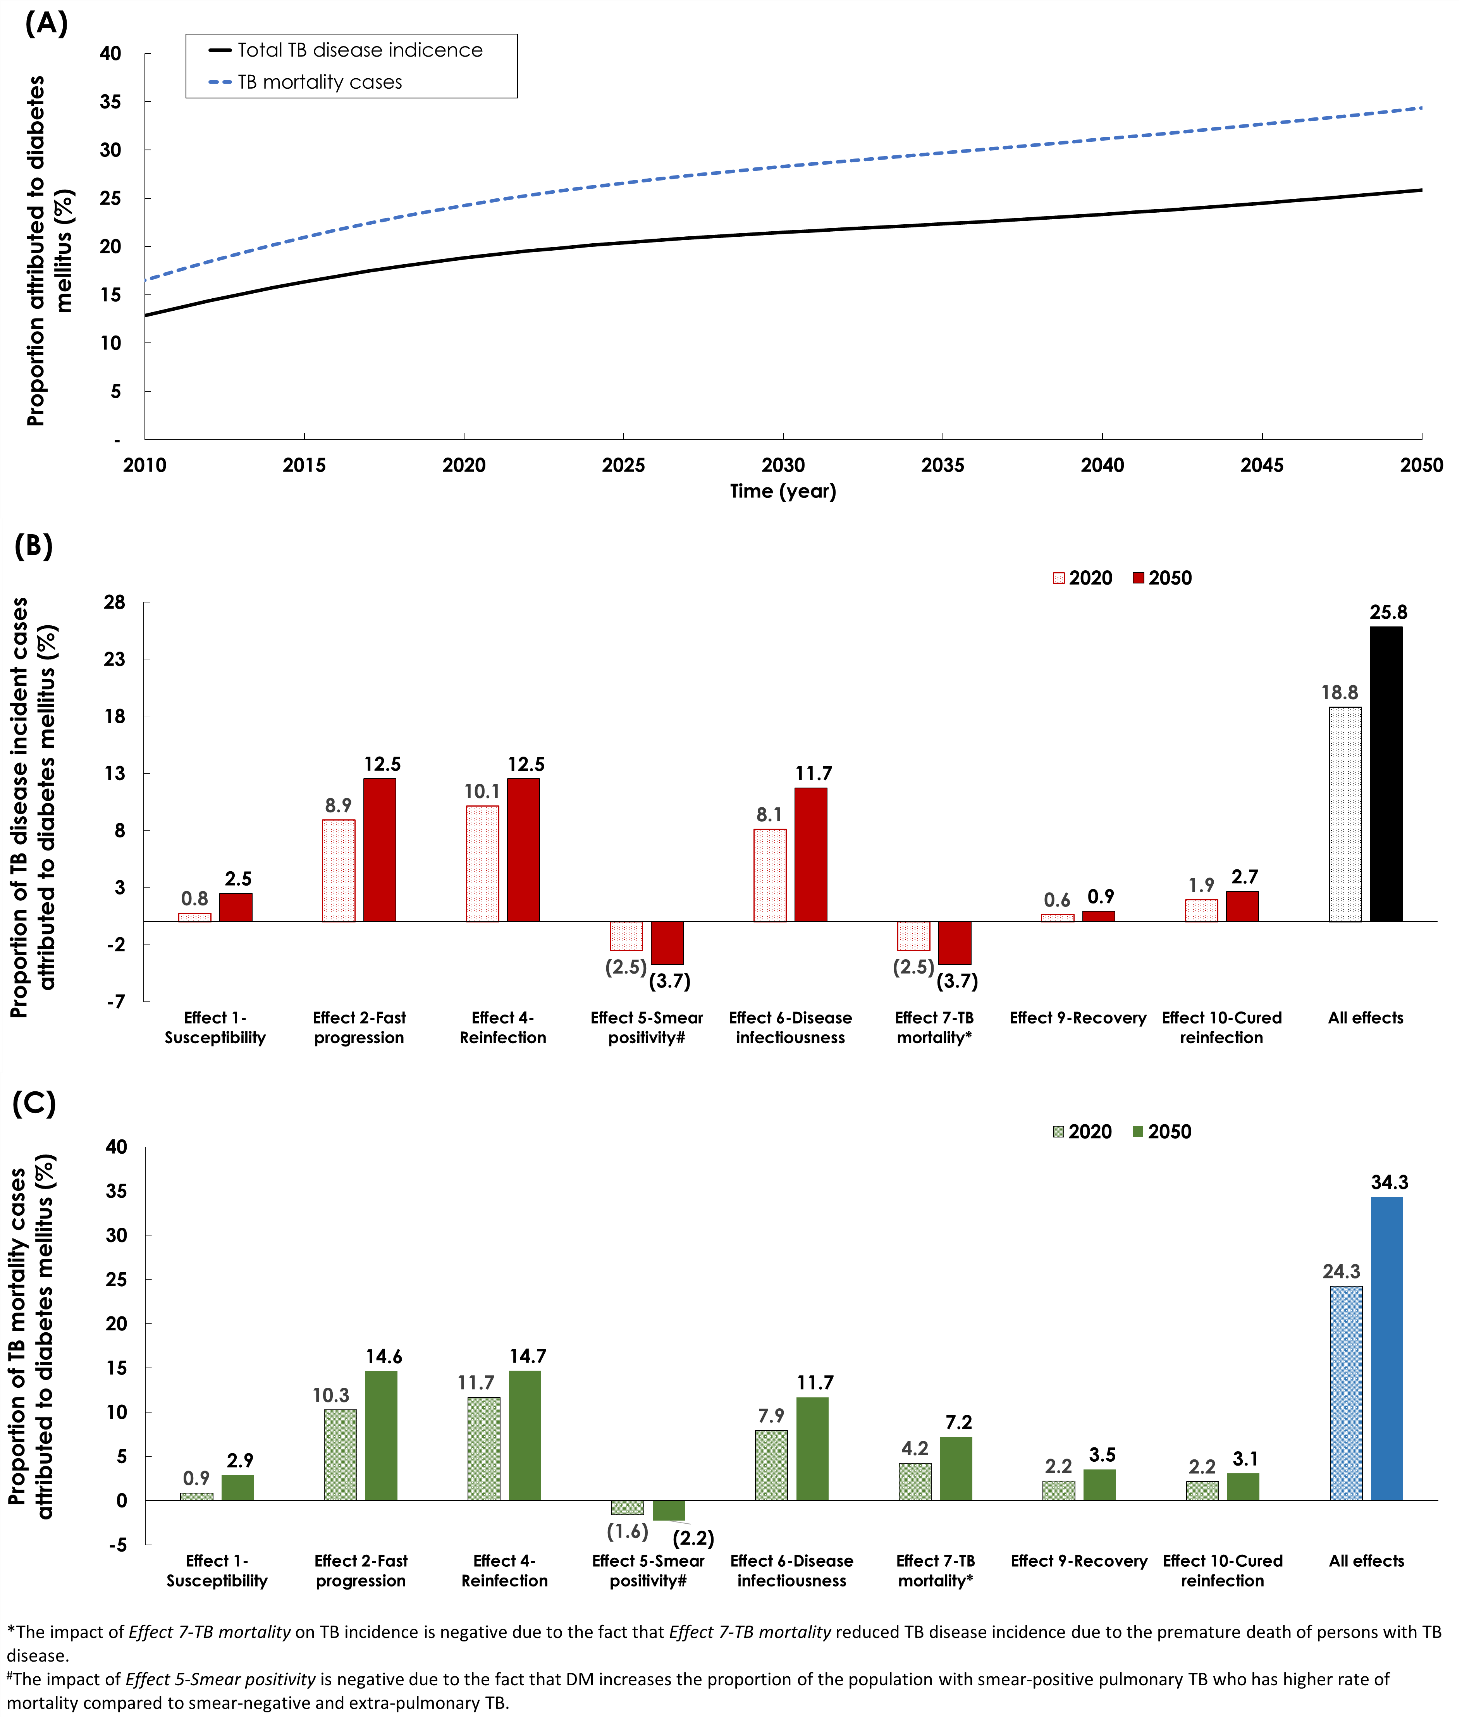 (A)
Total TB disease indicence
TB mortality cases
Proportion attributed to diabetes
mellitus (%)
40
35
30
25
20
15
10
5
-
2010 2015 2020 2025 2030 2035 2040 2045 2050
Time (year)
(B)
2020 2050
Proportion of TB disease incident cases
attributed to diabetes mellitus (%)
28
23
18
13
8
3
-2
-7
0.8 2.5
8.9 12.5
10.1 12.5
(2.5) (3.7)
8.1 11.7
(2.5) (3.7)
0.6 0.9
1.9 2.7
18.8 25.8
Effect 1-
Susceptibility
Effect 2-Fast
progression
Effect 4-
Reinfection
Effect 5-Smear
positivity#
Effect 6-Disease
infectiousness
Effect 7-TB
mortality*
Effect 9-Recovery
Effect 10-Cured
reinfection
All effects
(C)
2020 2050
Proportion of TB mortality cases
attributed to diabetes mellitus (%)
40
35
30
25
20
15
10
5
0
-5
0.9 2.9
10.3 14.6
11.7 14.7
(1.6) (2.2)
7.9 11.7
4.2 7.2
2.2 3.5
2.2 3.1
24.3 34.3
Effect 1-
Susceptibility
Effect 2-Fast
progression
Effect 4-
Reinfection
Effect 5-Smear
positivity#
Effect 6-Disease
infectiousness
Effect 7-TB
mortality*
Effect 9-Recovery
Effect 10-Cured
reinfection
All effects
*The impact of Effect 7-TB mortality on TB incidence is negative due to the fact that Effect 7-TB mortality reduced TB disease incidence due to the premature death of persons with TB
disease.
#The impact of Effect 5-Smear positivity is negative due to the fact that DM increases the proportion of the population with smear-positive pulmonary TB who has higher rate of
mortality compared to smear-negative and extra-pulmonary TB.